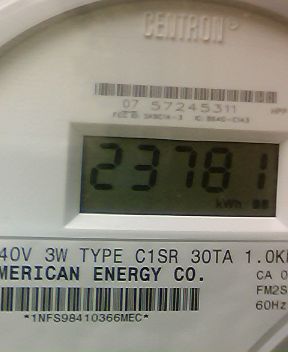 CENTRON®
07 57245311
23781
kWh
40V 3W TYPE C1SR 30TA 1.0K
MERICAN ENERGY CO.
CA 0
FM2S
60Hz
*1NFS98410366MEC*